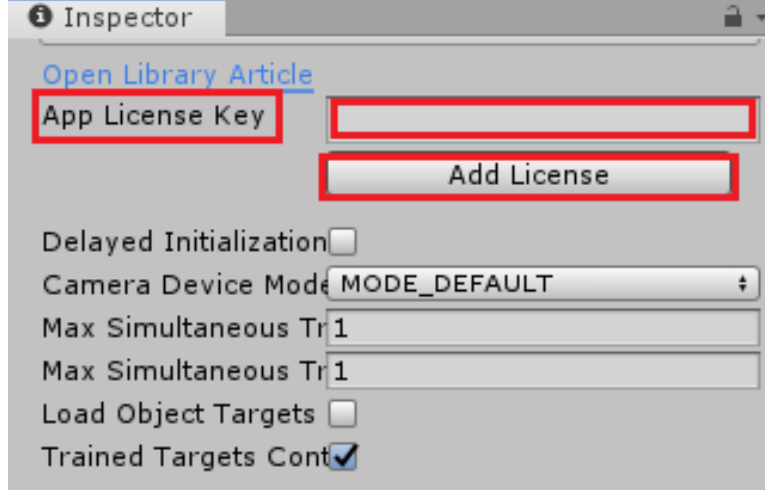 Inspector
Open Library Article
App License Key
Add License
Delayed Initialization
Camera Device Mode MODE_DEFAULT
Max Simultaneous Tr 1
Max Simultaneous Tr 1
Load Object Targets
Trained Targets Cont